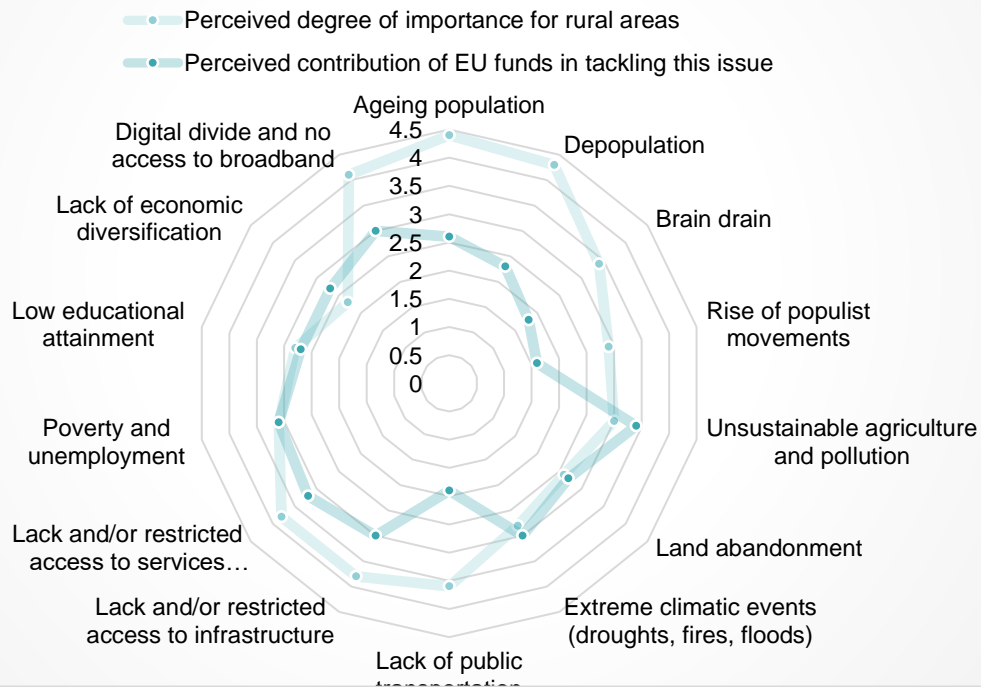 Perceived degree of importance for rural areas
Perceived contribution of EU funds in tackling this issue
Ageing population
Digital divide and no
access to broadband
Depopulation
Lack of economic
diversification
Brain drain
Low educational
attainment
Rise of populist
movements
4.5
4
3.5
3
2.5
2
1.5
1
0.5
0
Poverty and
unemployment
Unsustainable agriculture
and pollution
Lack and/or restricted
access to services…
Land abandonment
Lack and/or restricted
access to infrastructure
Extreme climatic events
(droughts, fires, floods)
Lack of public